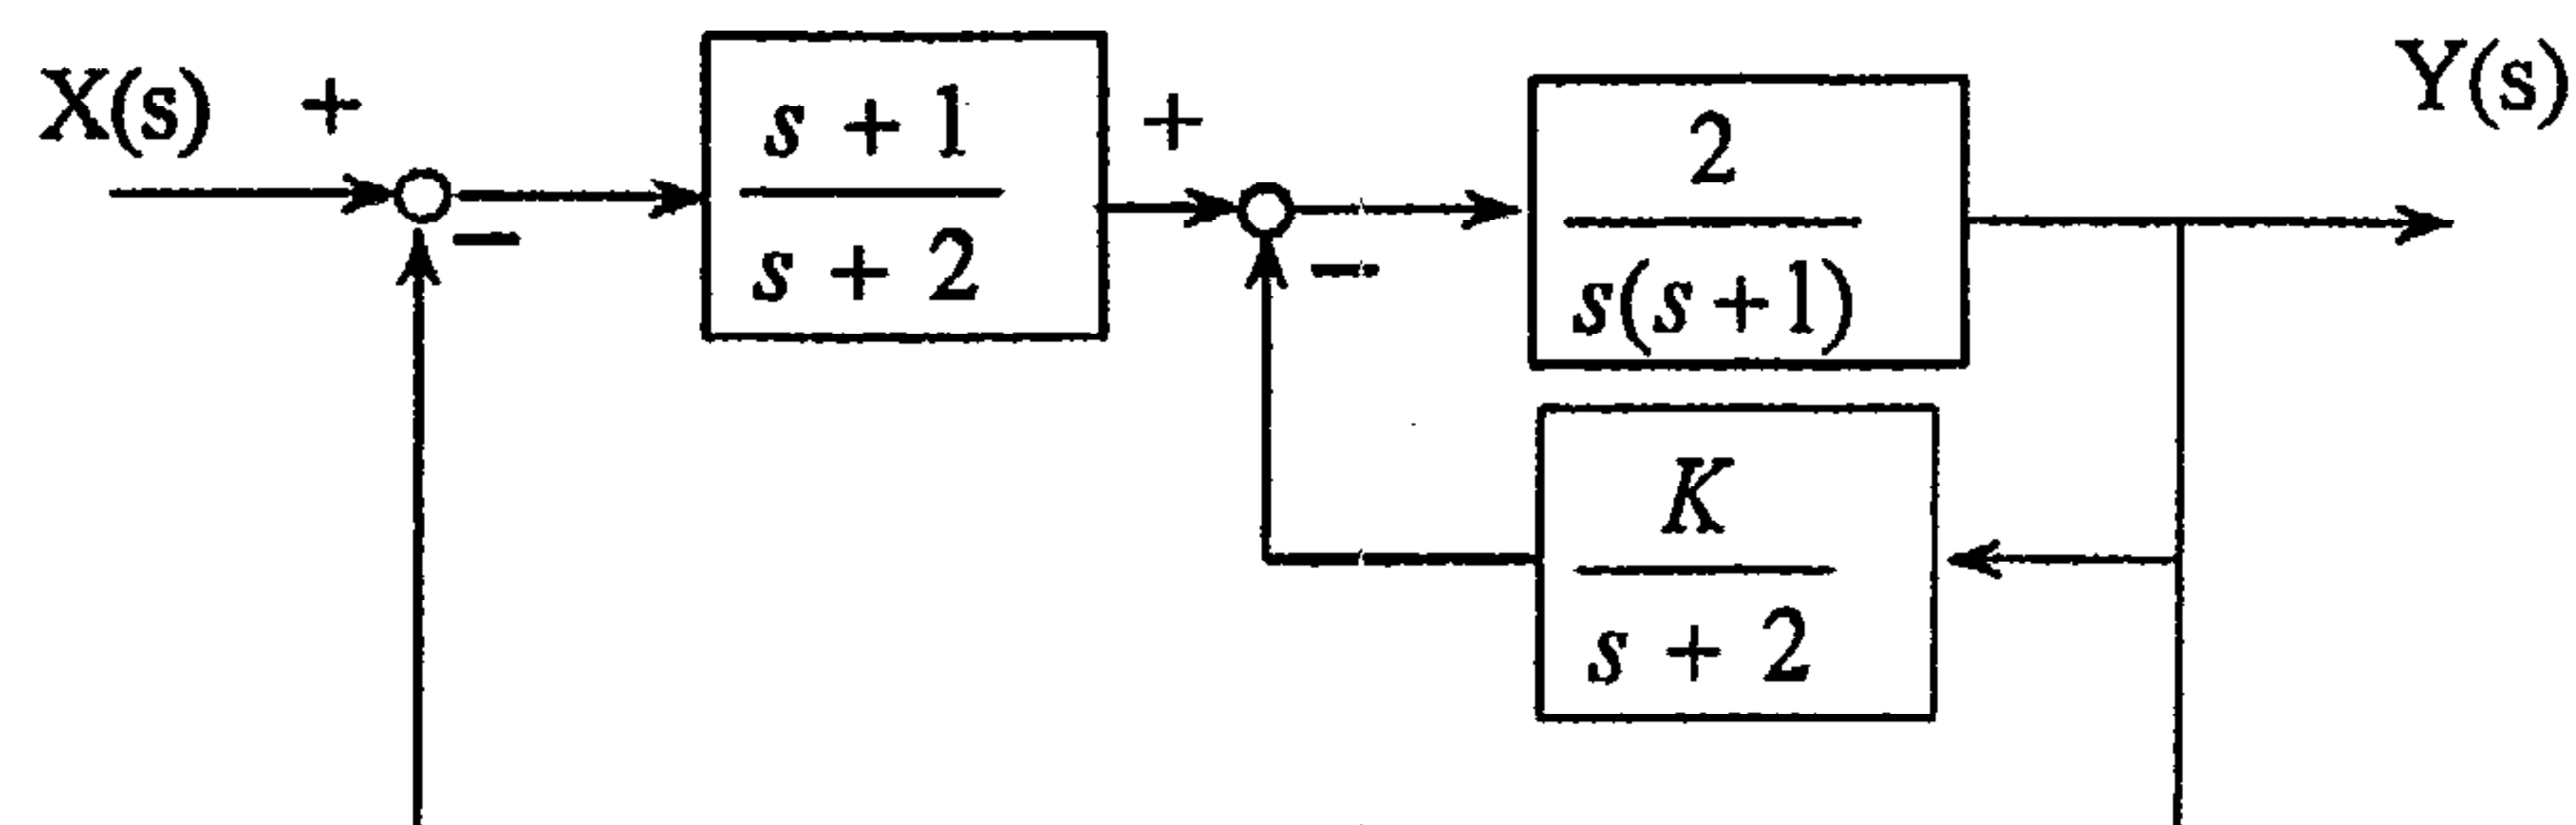 X(s) + − s + 1 / s + 2 + − 2 / s(s + 1) Y(s)
K / s + 2